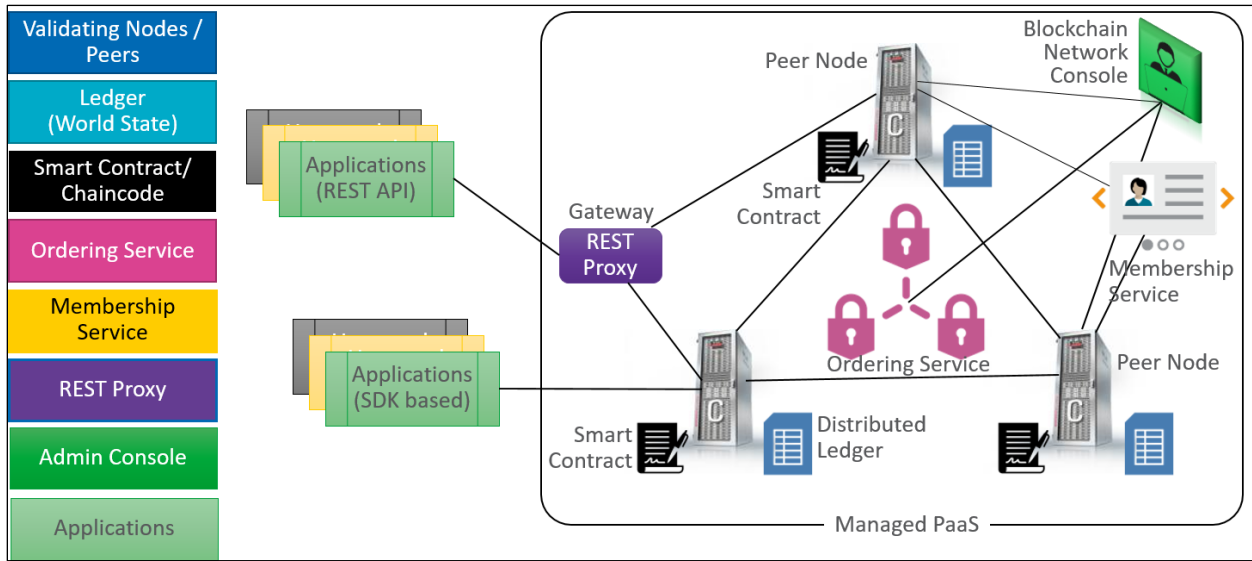 Validating Nodes /
Peers
Ledger
(World State)
Smart Contract/
Chaincode
Ordering Service
Membership
Service
REST Proxy
Admin Console
Applications
Applications
(REST API)
Applications
(SDK based)
Gateway
REST
Proxy
Peer Node
Smart
Contract
Blockchain
Network
Console
Membership
Service
Ordering Service
Peer Node
Smart
Contract
Distributed
Ledger
Managed PaaS
C
C
C